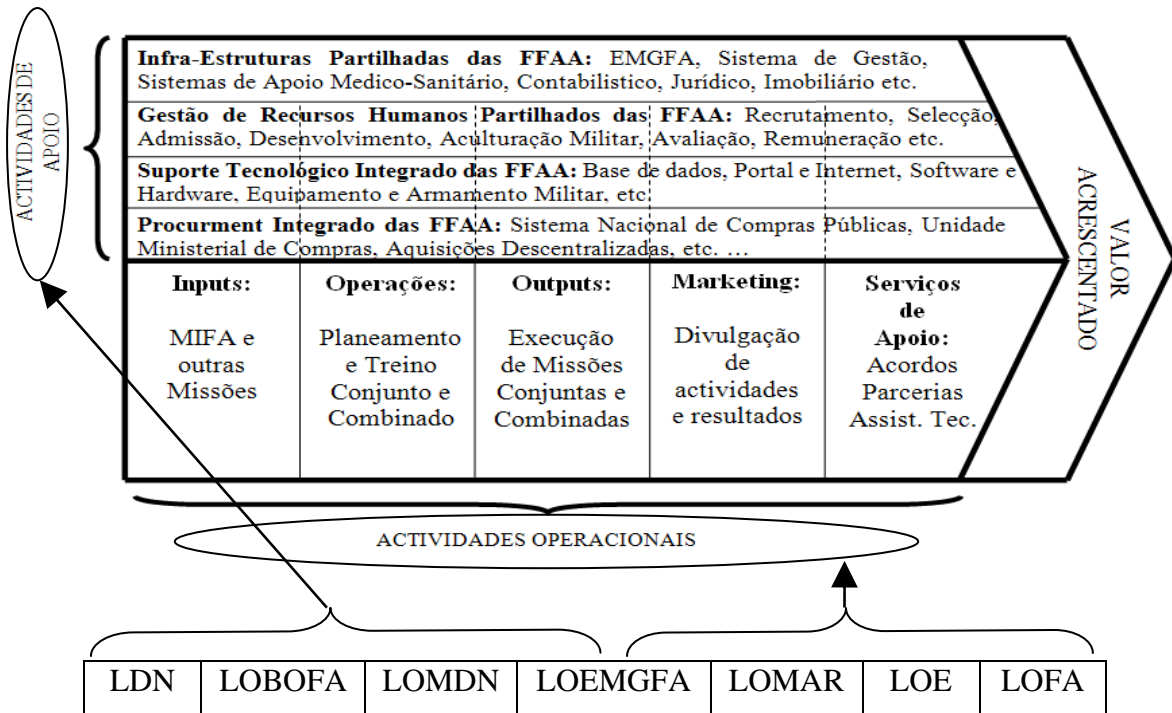 ACTIVIDADES DE
APOIO
Infra-Estruturas Partilhadas das FFAA: EMGFA, Sistema de Gestão,
Sistemas de Apoio Medico-Sanitário, Contabilistico, Jurídico, Imobiliário etc.
Gestão de Recursos Humanos Partilhados das FFAA: Recrutamento, Selecção,
Admissão, Desenvolvimento, Aculturação Militar, Avaliação, Remuneração etc.
Suporte Tecnológico Integrado das FFAA: Base de dados, Portal e Internet, Software e
Hardware, Equipamento e Armamento Militar, etc
Procurment Integrado das FFAA: Sistema Nacional de Compras Públicas, Unidade
Ministerial de Compras, Aquisições Descentralizadas, etc. …
VALOR
ACRESCENTADO
Inputs:
MIFA e
outras
Missões
Operações:
Planeamento
e Treino
Conjunto e
Combinado
Outputs:
Execução
de Missões
Conjuntas e
Combinadas
Marketing:
Divulgação
de
actividades
e resultados
Serviços
de
Apoio:
Acordos
Parcerias
Assist. Tec.
ACTIVIDADES OPERACIONAIS
LDN LOBOFA LOMDN LOEMGFA LOMAR LOE LOFA